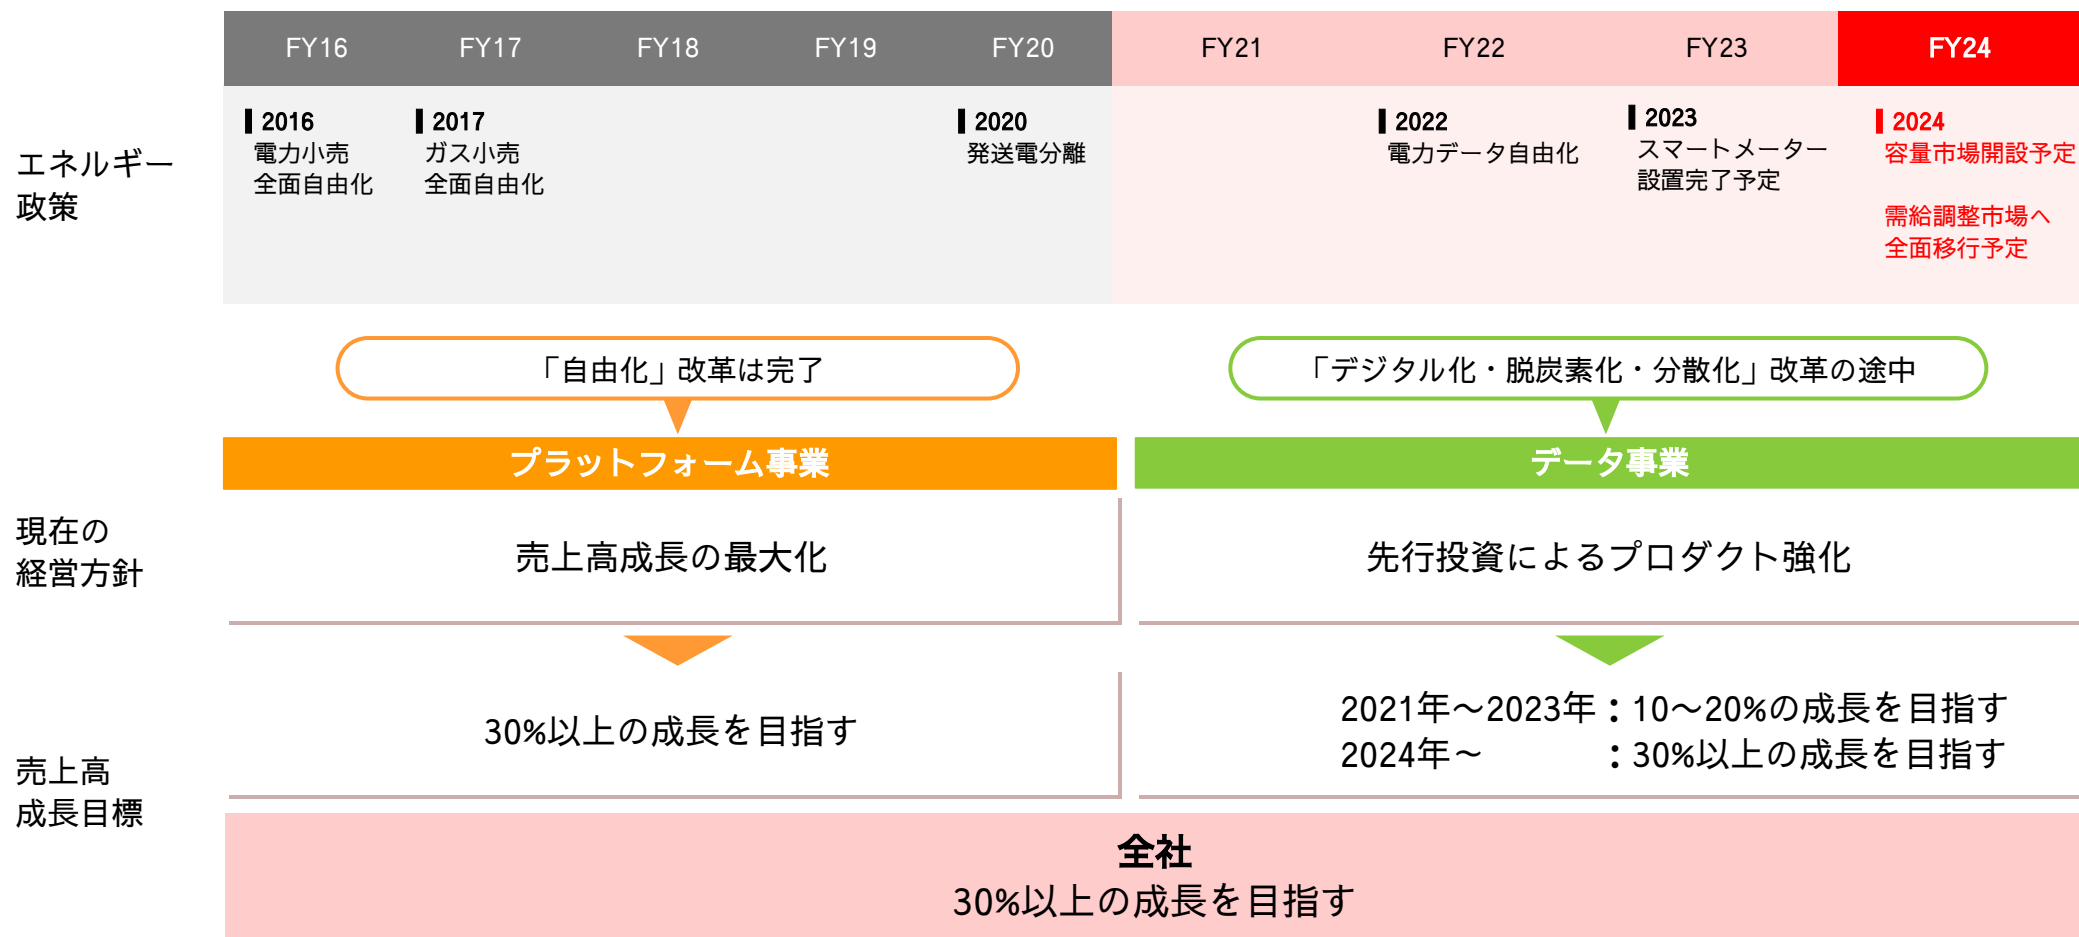 FY16 FY17 FY18 FY19 FY20 FY21 FY22 FY23 FY24
エネルギー
政策
2016
電力小売
全面自由化
2017
ガス小売
全面自由化
2020
発送電分離
2022
電力データ自由化
2023
スマートメーター
設置完了予定
2024
容量市場開設予定
需給調整市場へ
全面移行予定
「自由化」改革は完了
「デジタル化・脱炭素化・分散化」改革の途中
プラットフォーム事業
データ事業
現在の
経営方針
売上高成長の最大化
先行投資によるプロダクト強化
売上高
成長目標
30%以上の成長を目指す
2021年～2023年：10～20%の成長を目指す
2024年～　　　：30%以上の成長を目指す
全社
30%以上の成長を目指す